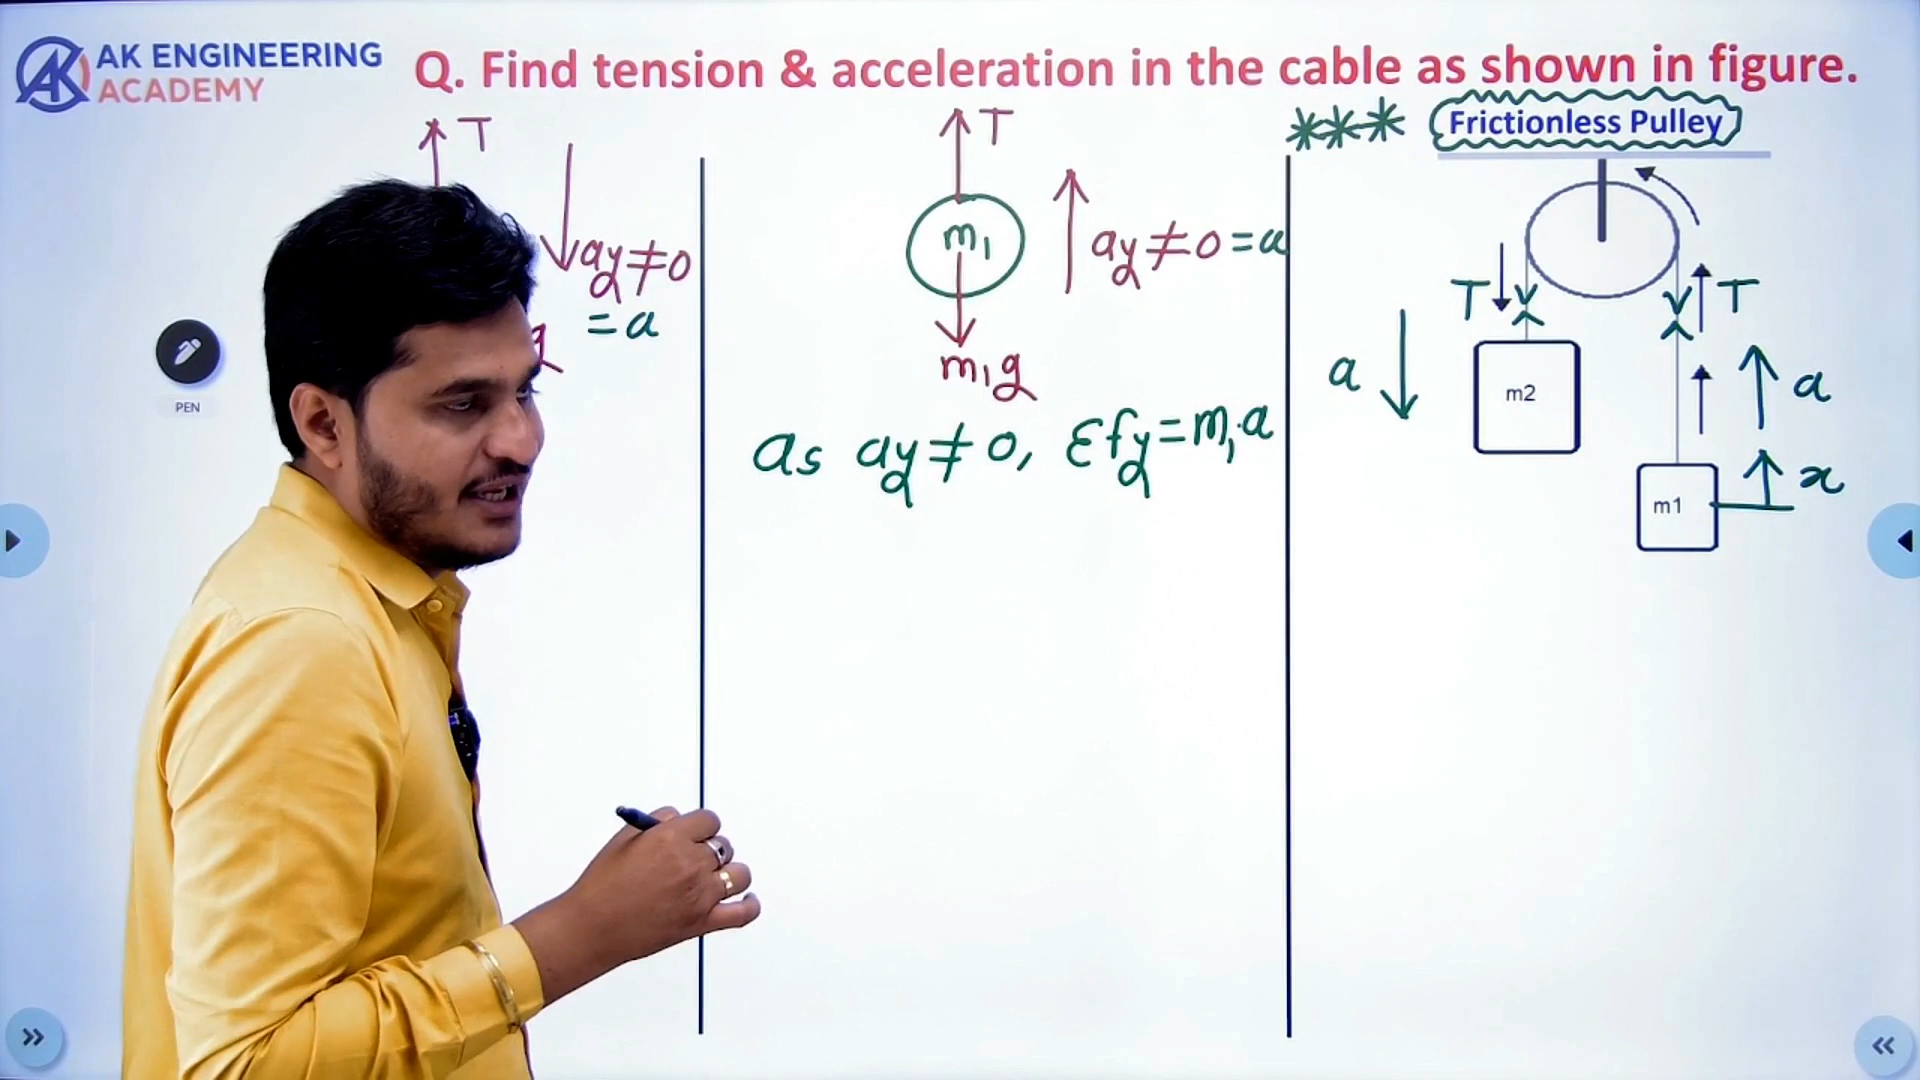 AK ENGINEERING
ACADEMY
Q. Find tension & acceleration in the cable as shown in figure.
*** Frictionless Pulley
T
ay≠0
=a
PEN
T
m1
ay≠0=a
m1g
As ay≠0, Σfy=m1.a
T
T
a
m2
a
x
m1